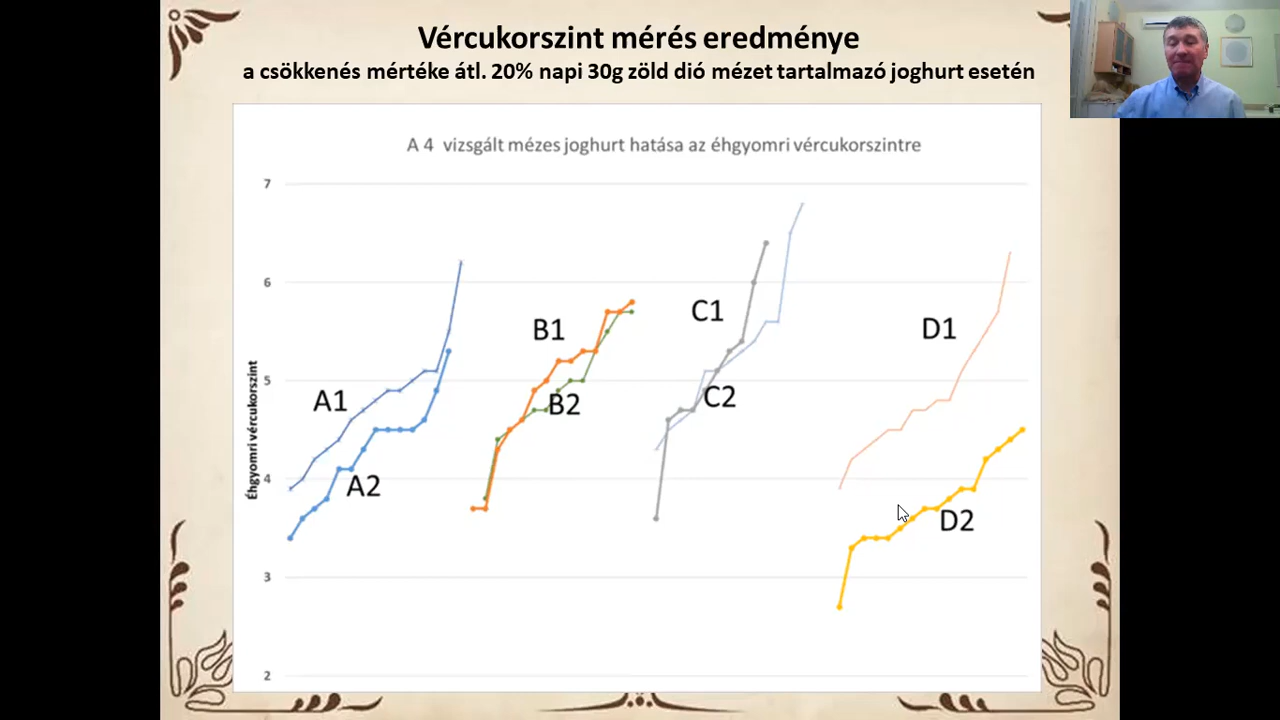 Vércukorszint mérés eredménye
a csökkenés mértéke átl. 20% napi 30g zöld dió mézet tartalmazó joghurt esetén
A 4 vizsgált mézes joghurt hatása az éhgyomri vércukorszintre
7
6
5
4
3
2
Éhgyomri vércukorszint
A1
A2
B1
B2
C1
C2
D1
D2